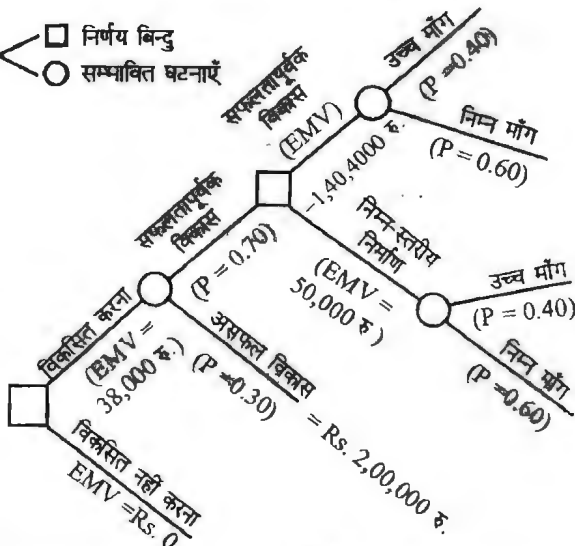 निर्णय बिन्दु
सम्भावित घटनाएँ
उच्च माँग
(P = 0.40)
निम्न माँग
(P = 0.60)
सफलतापूर्वक
विकास
(EMV)
–1,40,4000 रु.
सफलतापूर्वक
विकास
(P = 0.70)
निम्न स्तरीय
निर्माण
(EMV =
50,000 रु.)
उच्च माँग
(P = 0.40)
निम्न माँग
(P = 0.60)
विकसित करना
(EMV =
38,000 रु.)
असफल विकास
(P = 0.30)
= Rs. 2,00,000 रु.
विकसित नहीं करना
EMV = Rs. 0